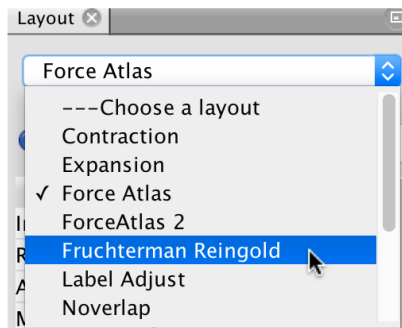 Layout
Force Atlas
---Choose a layout
Contraction
Expansion
✓ Force Atlas
ForceAtlas 2
Fruchterman Reingold
Label Adjust
Noverlap